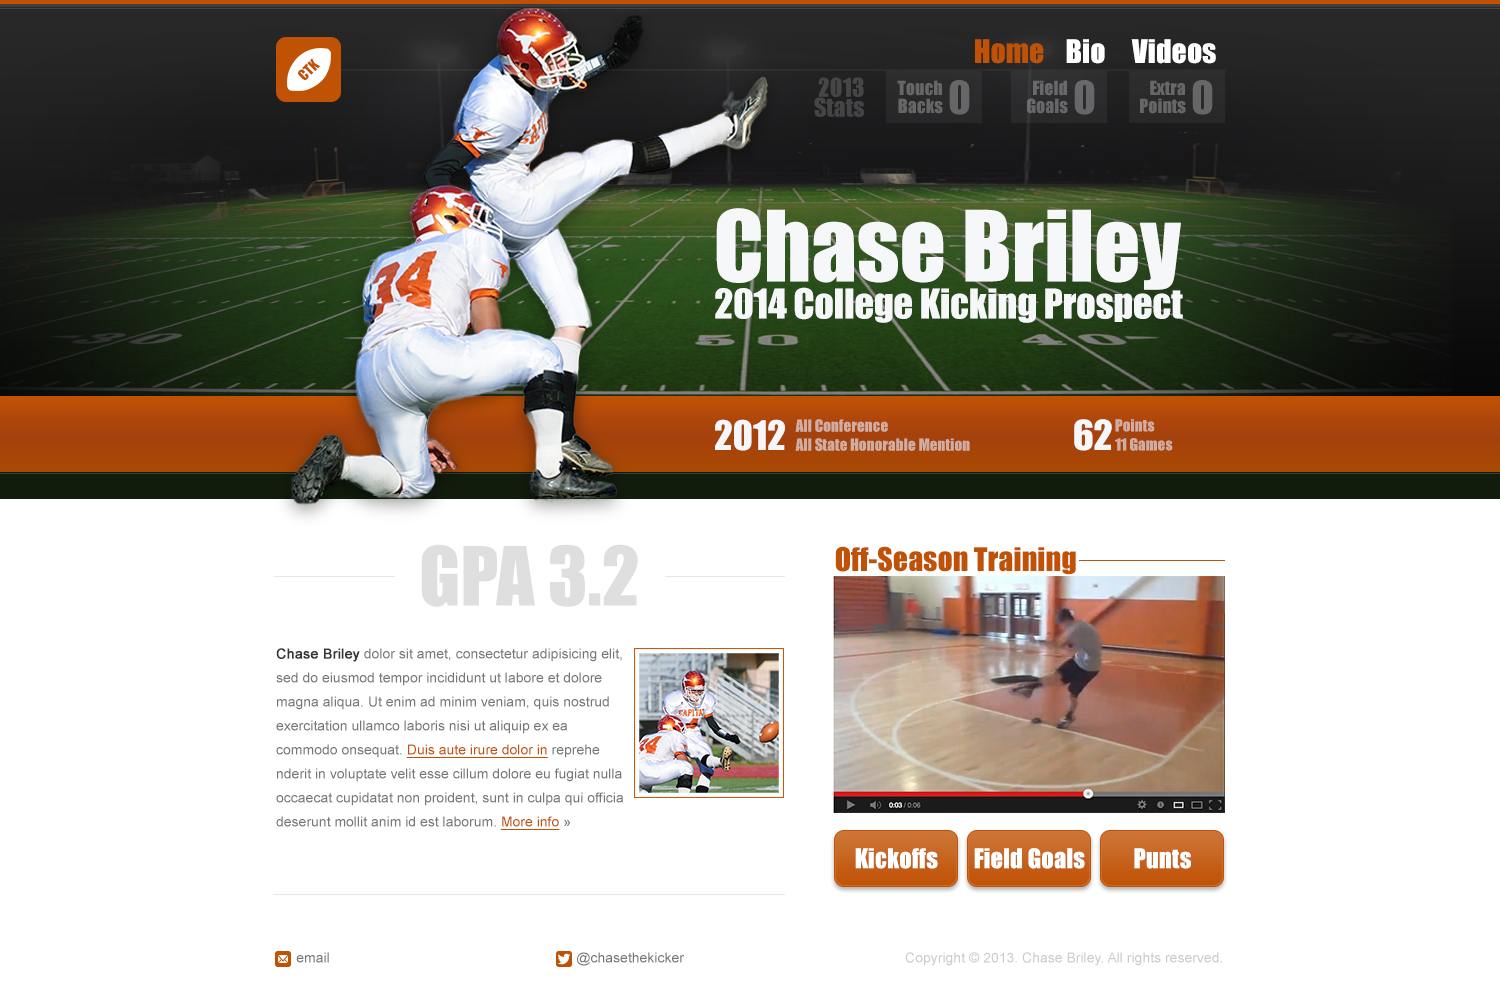 CTK
Home Bio Videos
2013 Stats
Touch Backs 0
Field Goals 0
Extra Points 0
CAPITAL
34
Chase Briley
2014 College Kicking Prospect
50 40
2012 All Conference
All State Honorable Mention
62 Points
11 Games
GPA 3.2
Off-Season Training
Chase Briley dolor sit amet, consectetur adipisicing elit,
sed do eiusmod tempor incididunt ut labore et dolore
magna aliqua. Ut enim ad minim veniam, quis nostrud
exercitation ullamco laboris nisi ut aliquip ex ea
commodo onsequat. Duis aute irure dolor in reprehe
nderit in voluptate velit esse cillum dolore eu fugiat nulla
occaecat cupidatat non proident, sunt in culpa qui officia
deserunt mollit anim id est laborum. More info »
0:03 / 0:06
Kickoffs
Field Goals
Punts
email
@chasethekicker
Copyright © 2013. Chase Briley. All rights reserved.